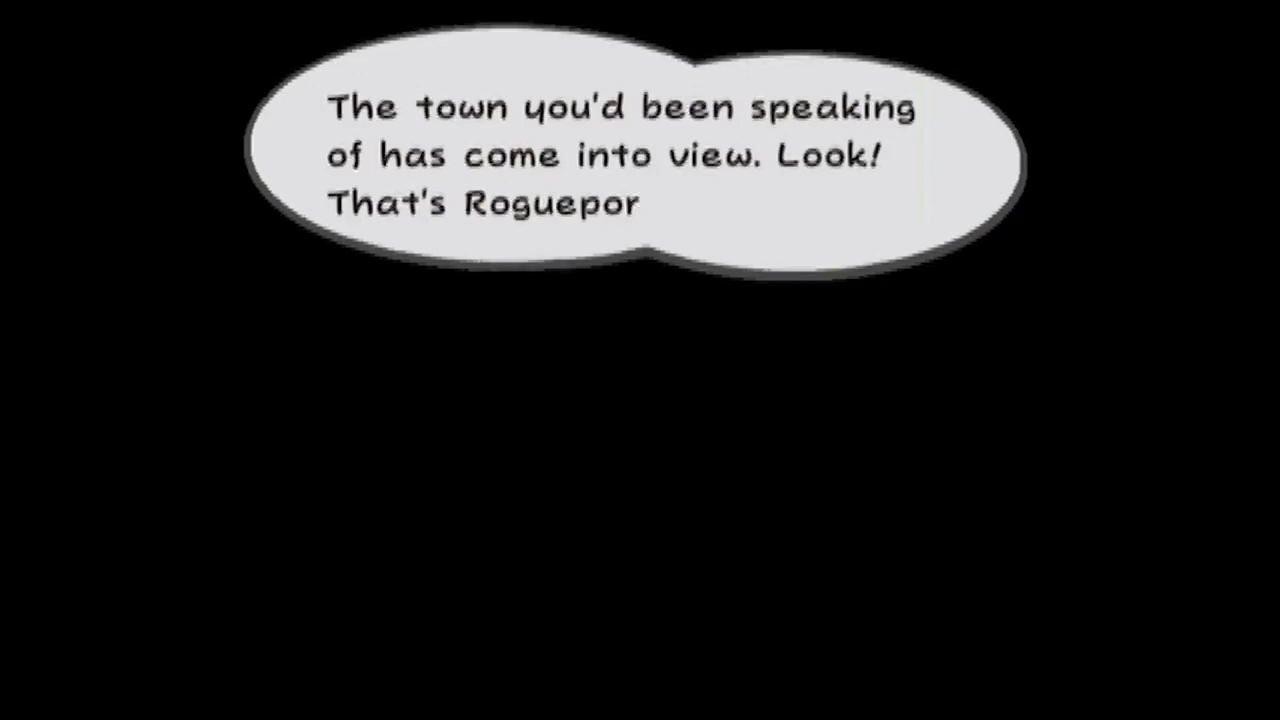 The town you'd been speaking
of has come into view. Look!
That's Roguepor